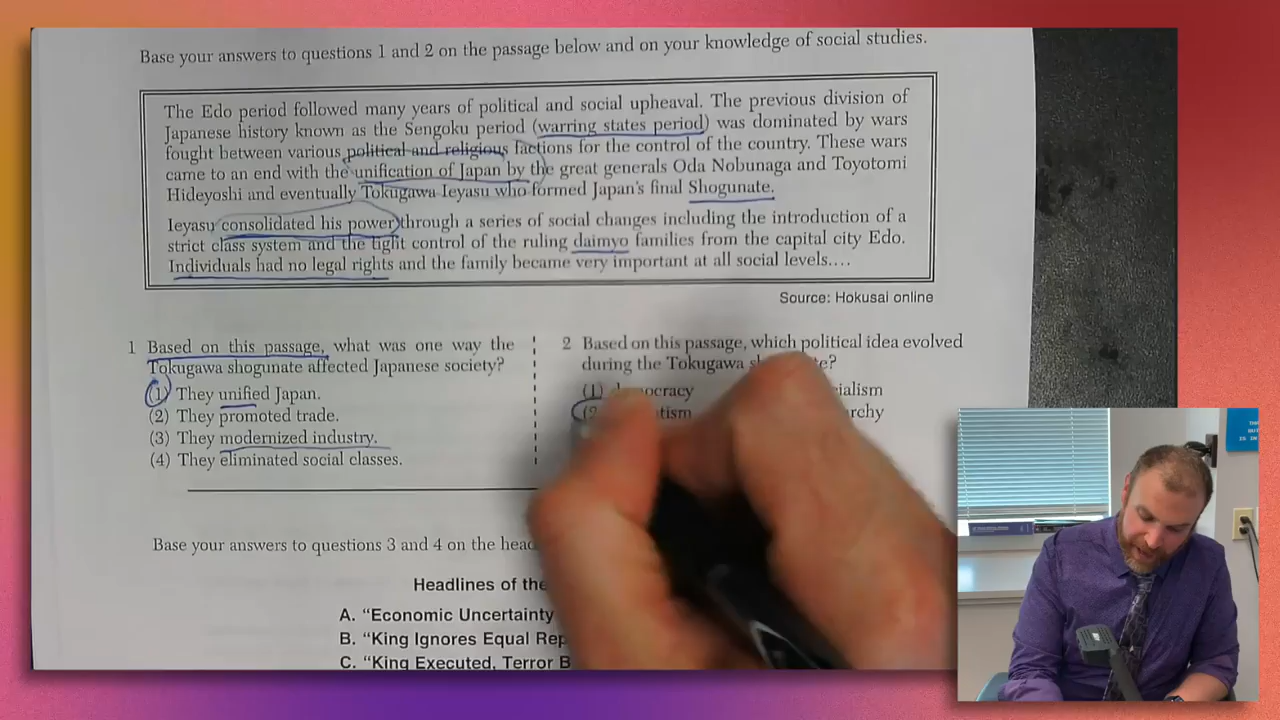 Base your answers to questions 1 and 2 on the passage below and on your knowledge of social studies.
The Edo period followed many years of political and social upheaval. The previous division of
Japanese history known as the Sengoku period (warring states period) was dominated by wars
fought between various political and religious factions for the control of the country. These wars
came to an end with the unification of Japan by the great generals Oda Nobunaga and Toyotomi
Hideyoshi and eventually Tokugawa Ieyasu who formed Japan's final Shogunate.
Ieyasu consolidated his power through a series of social changes including the introduction of a
strict class system and the tight control of the ruling daimyo families from the capital city Edo.
Individuals had no legal rights and the family became very important at all social levels....
Source: Hokusai online
1 Based on this passage, what was one way the
Tokugawa shogunate affected Japanese society?
(1) They unified Japan.
(2) They promoted trade.
(3) They modernized industry.
(4) They eliminated social classes.
2 Based on this passage, which political idea evolved
during the Tokugawa
(1)
(2
Base your answers to questions 3 and 4 on the
Headlines of the
A. "Economic Uncertainty
B. "King Ignores Equal
C. "King Executed, Terror
IS IN